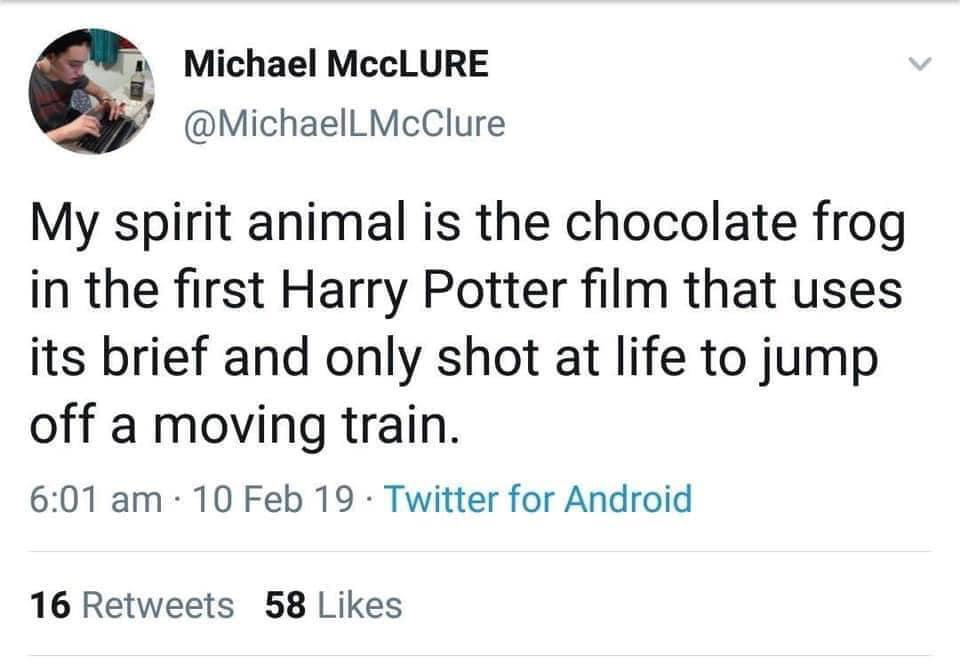 Michael MccLURE
@MichaelLMcClure
My spirit animal is the chocolate frog
in the first Harry Potter film that uses
its brief and only shot at life to jump
off a moving train.
6:01 am · 10 Feb 19 · Twitter for Android
16 Retweets 58 Likes